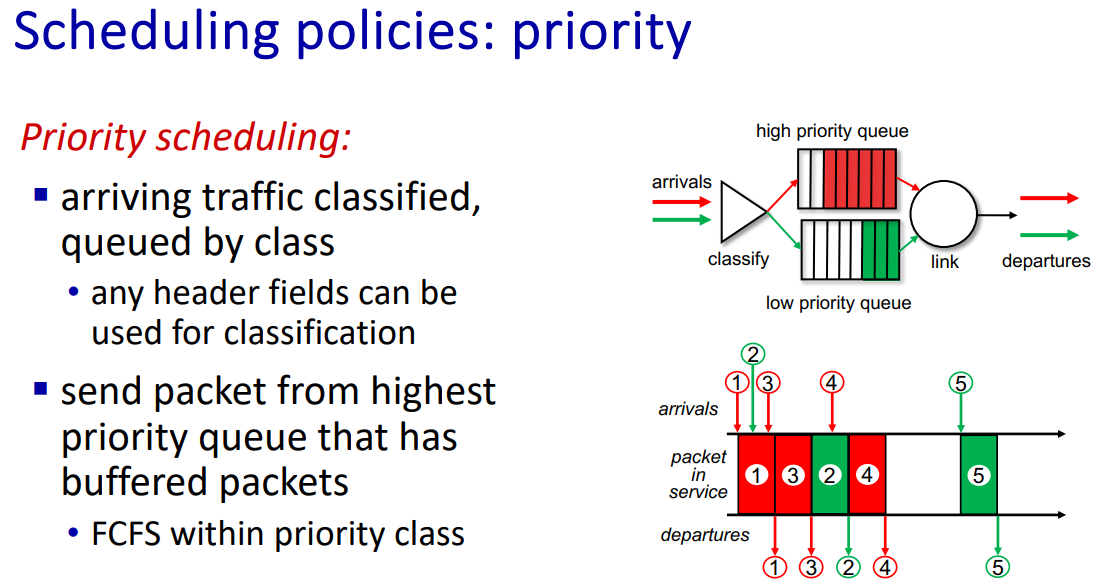 Scheduling policies: priority
Priority scheduling:
▪ arriving traffic classified,
queued by class
• any header fields can be
used for classification
▪ send packet from highest
priority queue that has
buffered packets
• FCFS within priority class
high priority queue
arrivals
classify
link
departures
low priority queue
2
1 3 4 5
arrivals
packet
in
service
1 3 2 4 5
departures
1 3 2 4 5